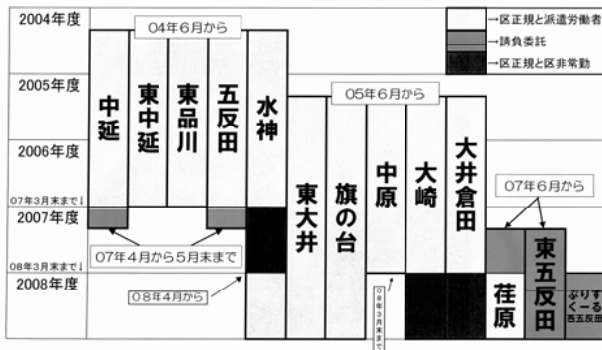 2004年度
2005年度
2006年度
07年3月末まで↓
2007年度
08年3月末まで↓
2008年度
04年6月から
→区正規と派遣労働者
→請負委託
→区正規と区非常勤
中延
東中延
東品川
五反田
水神
05年6月から
東大井
旗の台
中原
大崎
大井倉田
07年6月から
07年4月から5月末まで
08年4月から
08年3月末まで
荏原
東五反田
ぷりすくーる
西五反田